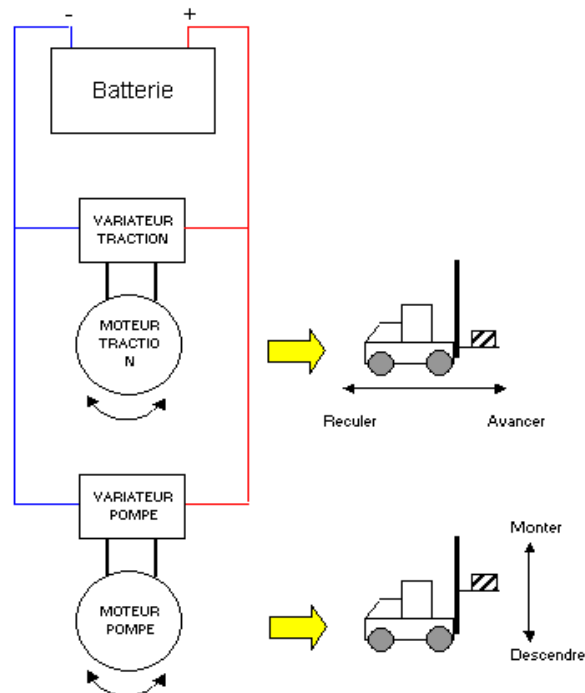 - +
Batterie
VARIATEUR
TRACTION
MOTEUR
TRACTIO
N
Reculer Avancer
VARIATEUR
POMPE
Monter
MOTEUR
POMPE
Descendre